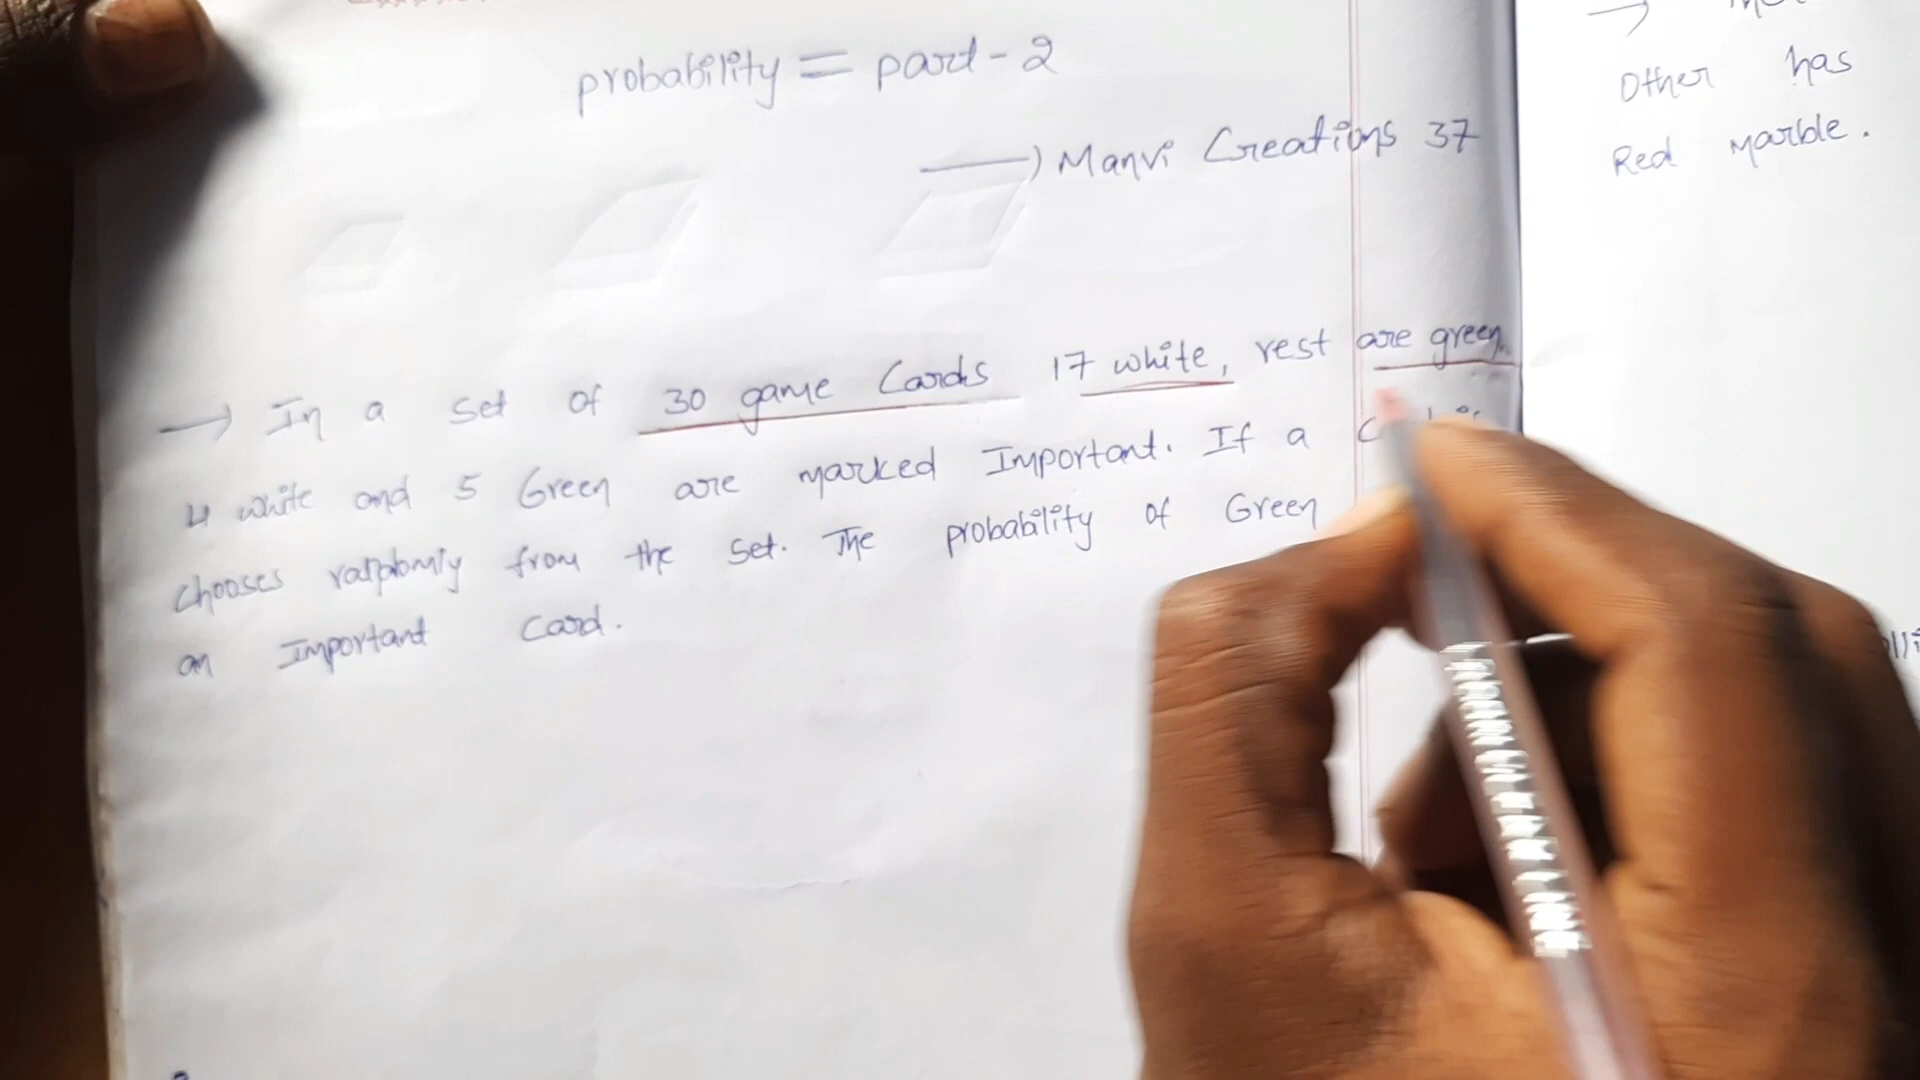 probability = part-2
→ Manvi Creations 37
→ In a set of 30 game Cards 17 white, rest are green.
4 white and 5 Green are marked Important. If a
chooses randomly from the set. The probability of Green
an Important Card.
Other has
Red marble.